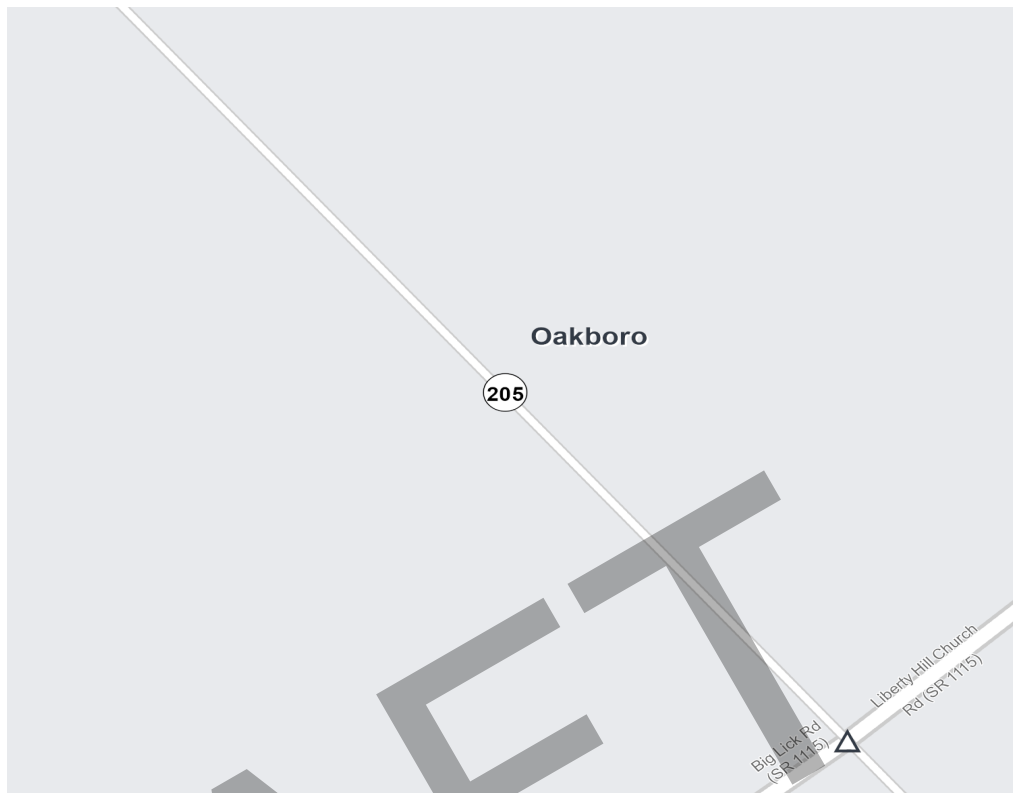 Oakboro
205
Liberty Hill Church
Rd (SR 1115)
Big Lick Rd
(SR 1115)